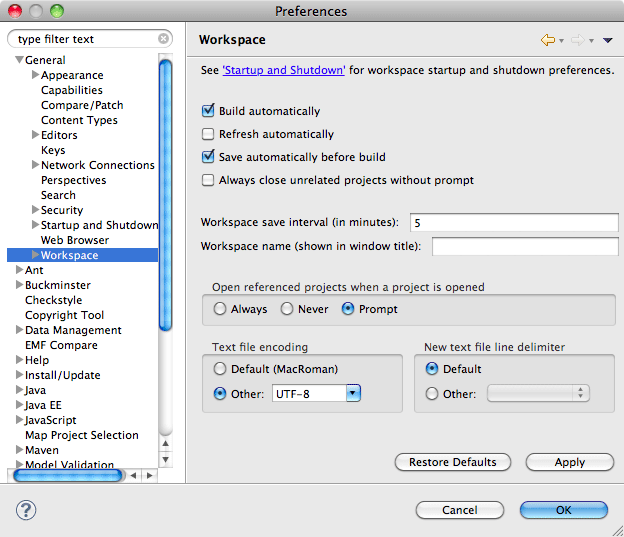 Preferences
type filter text
General
Appearance
Capabilities
Compare/Patch
Content Types
Editors
Keys
Network Connections
Perspectives
Search
Security
Startup and Shutdown
Web Browser
Workspace
Ant
Buckminster
Checkstyle
Copyright Tool
Data Management
EMF Compare
Help
Install/Update
Java
Java EE
JavaScript
Map Project Selection
Maven
Model Validation
Workspace
See 'Startup and Shutdown' for workspace startup and shutdown preferences.
Build automatically
Refresh automatically
Save automatically before build
Always close unrelated projects without prompt
Workspace save interval (in minutes): 5
Workspace name (shown in window title):
Open referenced projects when a project is opened
Always Never Prompt
Text file encoding
Default (MacRoman)
Other: UTF-8
New text file line delimiter
Default
Other:
Restore Defaults Apply
? Cancel OK